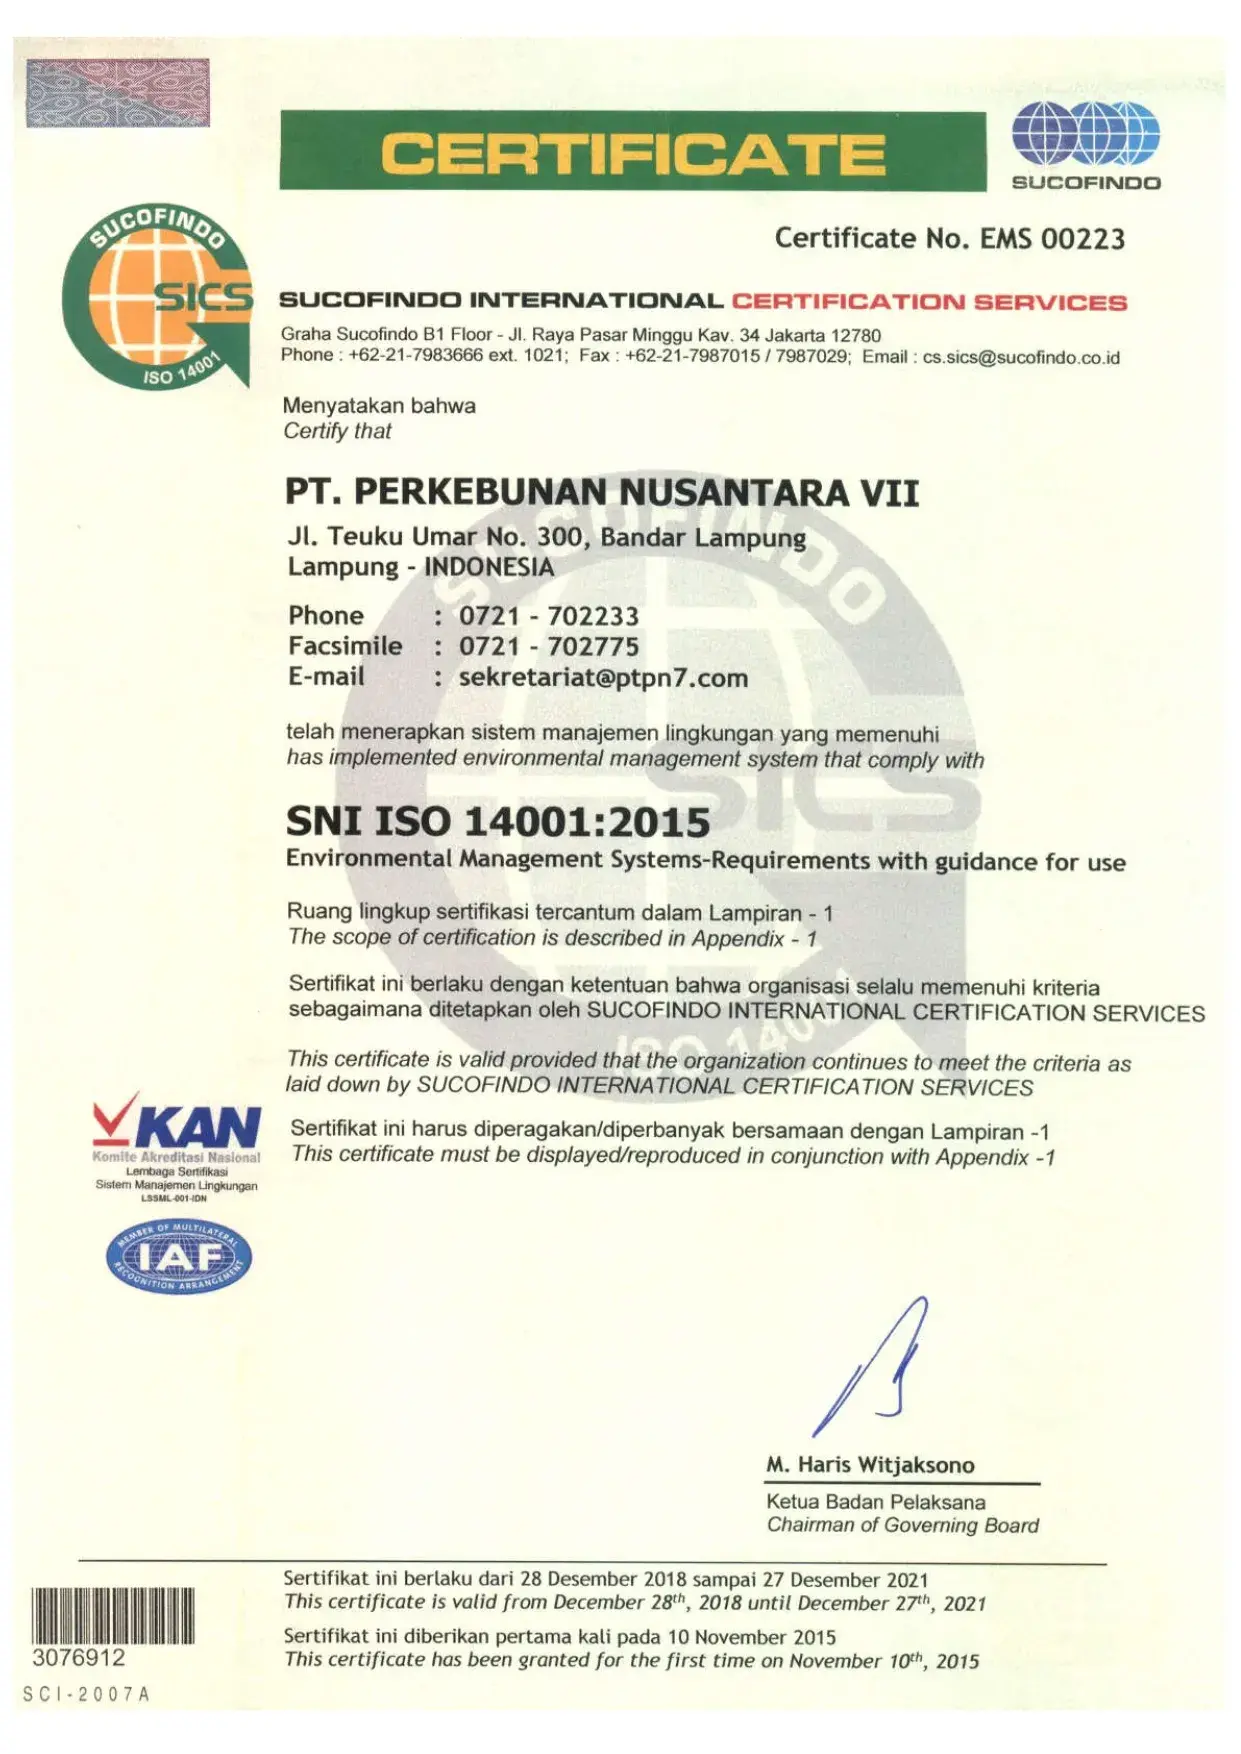 CERTIFICATE
SUCOFINDO
Certificate No. EMS 00223
SUCOFINDO
SICS
ISO 14001
SUCOFINDO INTERNATIONAL CERTIFICATION SERVICES
Graha Sucofindo B1 Floor - Jl. Raya Pasar Minggu Kav. 34 Jakarta 12780
Phone : +62-21-7983666 ext. 1021; Fax : +62-21-7987015 / 7987029; Email : cs.sics@sucofindo.co.id
Menyatakan bahwa
Certify that
PT. PERKEBUNAN NUSANTARA VII
Jl. Teuku Umar No. 300, Bandar Lampung
Lampung - INDONESIA
Phone : 0721 - 702233
Facsimile : 0721 - 702775
E-mail : sekretariat@ptpn7.com
telah menerapkan sistem manajemen lingkungan yang memenuhi
has implemented environmental management system that comply with
SNI ISO 14001:2015
Environmental Management Systems-Requirements with guidance for use
Ruang lingkup sertifikasi tercantum dalam Lampiran - 1
The scope of certification is described in Appendix - 1
Sertifikat ini berlaku dengan ketentuan bahwa organisasi selalu memenuhi kriteria
sebagaimana ditetapkan oleh SUCOFINDO INTERNATIONAL CERTIFICATION SERVICES
This certificate is valid provided that the organization continues to meet the criteria as
laid down by SUCOFINDO INTERNATIONAL CERTIFICATION SERVICES
Sertifikat ini harus diperagakan/diperbanyak bersamaan dengan Lampiran -1
This certificate must be displayed/reproduced in conjunction with Appendix -1
SUCOFINDO
SICS
ISO 14001
KAN
Komite Akreditasi Nasional
Lembaga Sertifikasi
Sistem Manajemen Lingkungan
LSSML-001-IDN
MEMBER OF MULTILATERAL
IAF
RECOGNITION ARRANGEMENT
M. Haris Witjaksono
Ketua Badan Pelaksana
Chairman of Governing Board
Sertifikat ini berlaku dari 28 Desember 2018 sampai 27 Desember 2021
This certificate is valid from December 28th, 2018 until December 27th, 2021
Sertifikat ini diberikan pertama kali pada 10 November 2015
This certificate has been granted for the first time on November 10th, 2015
3076912
SCI-2007A